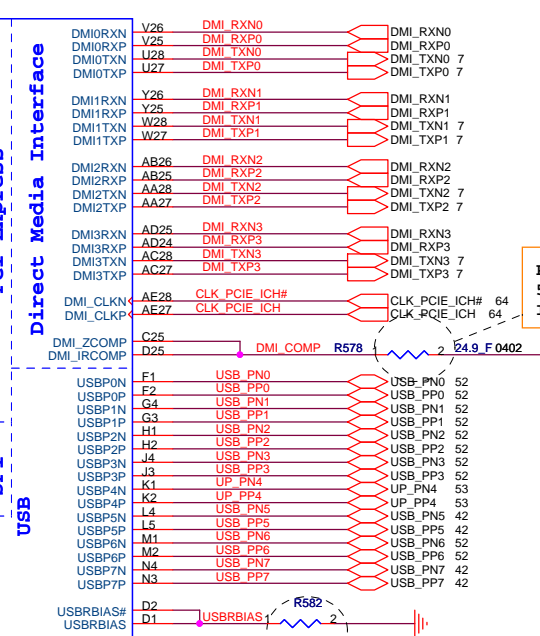 DMI0RXN V26 DMI_RXN0 DMI_RXN0
DMI0RXP V25 DMI_RXP0 DMI_RXP0
DMI0TXN U28 DMI_TXN0 DMI_TXN0 7
DMI0TXP U27 DMI_TXP0 DMI_TXP0 7
DMI1RXN Y26 DMI_RXN1 DMI_RXN1
DMI1RXP Y25 DMI_RXP1 DMI_RXP1
DMI1TXN W28 DMI_TXN1 DMI_TXN1 7
DMI1TXP W27 DMI_TXP1 DMI_TXP1 7
DMI2RXN AB26 DMI_RXN2 DMI_RXN2
DMI2RXP AB25 DMI_RXP2 DMI_RXP2
DMI2TXN AA28 DMI_TXN2 DMI_TXN2 7
DMI2TXP AA27 DMI_TXP2 DMI_TXP2 7
DMI3RXN AD25 DMI_RXN3 DMI_RXN3
DMI3RXP AD24 DMI_RXP3 DMI_RXP3
DMI3TXN AC28 DMI_TXN3 DMI_TXN3 7
DMI3TXP AC27 DMI_TXP3 DMI_TXP3 7
DMI_CLKN AE28 CLK_PCIE_ICH# CLK_PCIE_ICH# 64
DMI_CLKP AE27 CLK_PCIE_ICH CLK_PCIE_ICH 64
Direct Media Interface
DMI_ZCOMP C25
DMI_IRCOMP D25 DMI_COMP R578 1 2 24.9_F 0402
USBP0N F1 USB_PN0 USB_PN0 52
USBP0P F2 USB_PP0 USB_PP0 52
USBP1N G4 USB_PN1 USB_PN1 52
USBP1P G3 USB_PP1 USB_PP1 52
USBP2N H1 USB_PN2 USB_PN2 52
USBP2P H2 USB_PP2 USB_PP2 52
USBP3N J4 USB_PN3 USB_PN3 52
USBP3P J3 USB_PP3 USB_PP3 52
USBP4N K1 UP_PN4 UP_PN4 53
USBP4P K2 UP_PP4 UP_PP4 53
USBP5N L4 USB_PN5 USB_PN5 42
USBP5P L5 USB_PP5 USB_PP5 42
USBP6N M1 USB_PN6 USB_PN6 52
USBP6P M2 USB_PP6 USB_PP6 52
USBP7N N4 USB_PN7 USB_PN7 42
USBP7P N3 USB_PP7 USB_PP7 42
USB
USBRBIAS# D2 R582
USBRBIAS D1 USBRBIAS 1 2